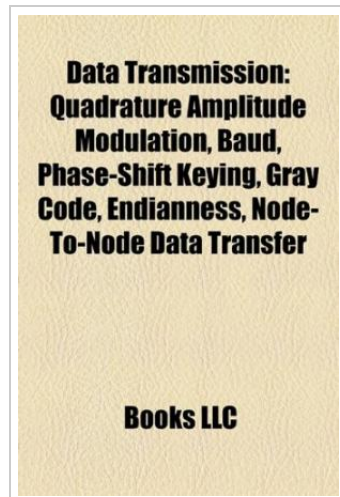 Data Transmission:
Quadrature Amplitude
Modulation, Baud,
Phase-Shift Keying, Gray
Code, Endianness, Node-
To-Node Data Transfer
Books LLC